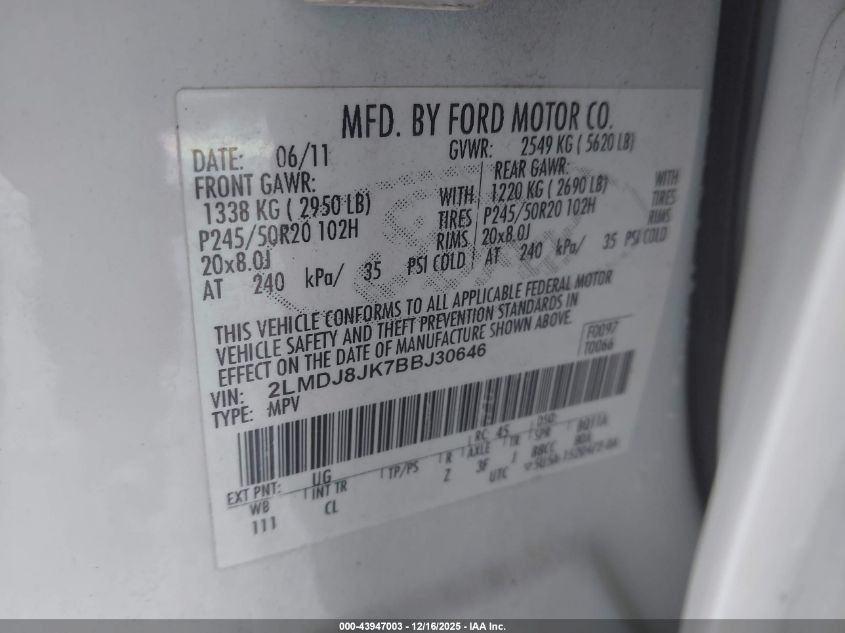 MFD. BY FORD MOTOR CO.
DATE: 06/11 GVWR: 2549 KG ( 5620 LB)
FRONT GAWR: REAR GAWR:
1338 KG ( 2950 LB) WITH 1220 KG ( 2690 LB) WITH
P245/50R20 102H TIRES P245/50R20 102H TIRES
20x8.0J RIMS 20x8.0J RIMS
AT 240 kPa/ 35 PSI COLD AT 240 kPa/ 35 PSI COLD
THIS VEHICLE CONFORMS TO ALL APPLICABLE FEDERAL MOTOR
VEHICLE SAFETY AND THEFT PREVENTION STANDARDS IN
EFFECT ON THE DATE OF MANUFACTURE SHOWN ABOVE.
F0097
T0066
VIN: 2LMDJ8JK7BBJ30646
TYPE: MPV
EXT PNT: UG RC: 45 DSO:
WB INT TR TP/PS R AXLE TR SPR
111 CL 2 3F J 88CC
UTC
000-43947003 - 12/16/2025 - IAA Inc.